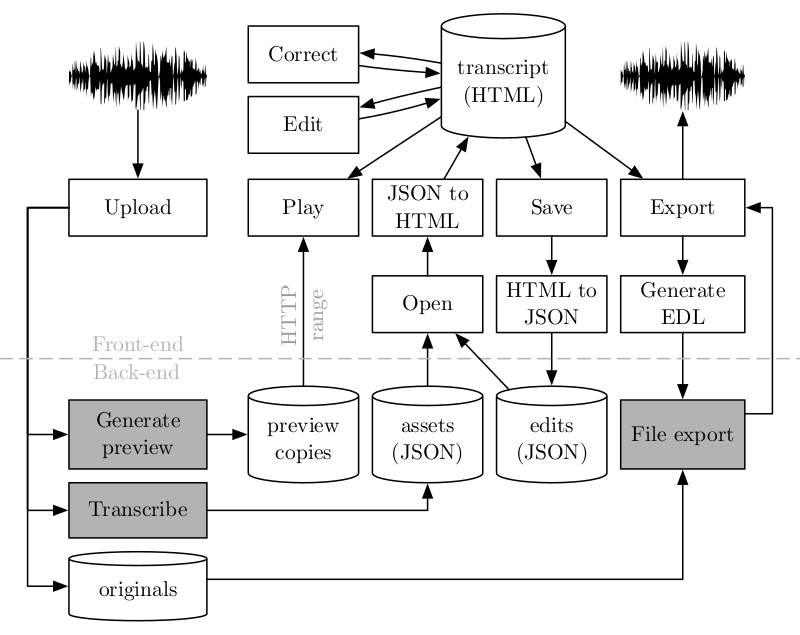 Correct
transcript
(HTML)
Edit
Upload
Play
JSON to
HTML
Save
Export
HTTP
range
Open
HTML to
JSON
Generate
EDL
Front-end
Back-end
Generate
preview
preview
copies
assets
(JSON)
edits
(JSON)
File export
Transcribe
originals